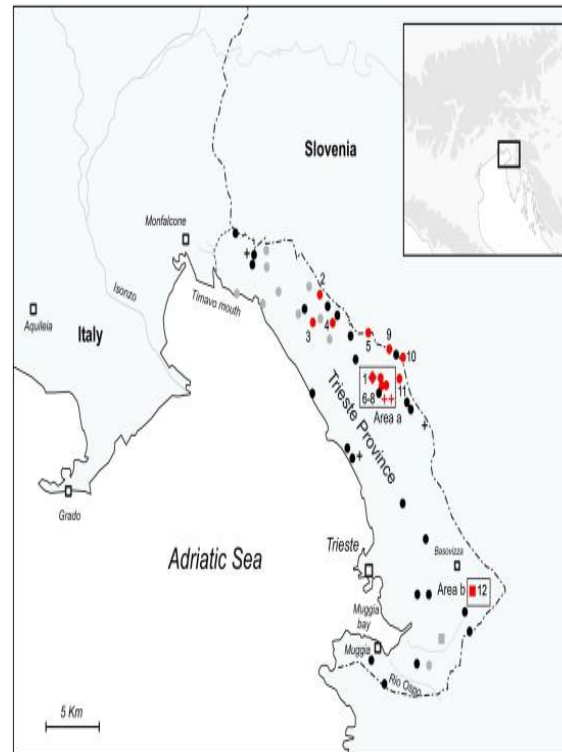 Slovenia
Monfalcone
Isonzo
Timavo mouth
2
Aquileia
Italy
3
4
5
9
10
1
11
6-8
Area a
Trieste Province
Grado
Adriatic Sea
Trieste
Basovizza
Area b
12
Muggia
bay
Muggia
Rio Ospo
5 Km